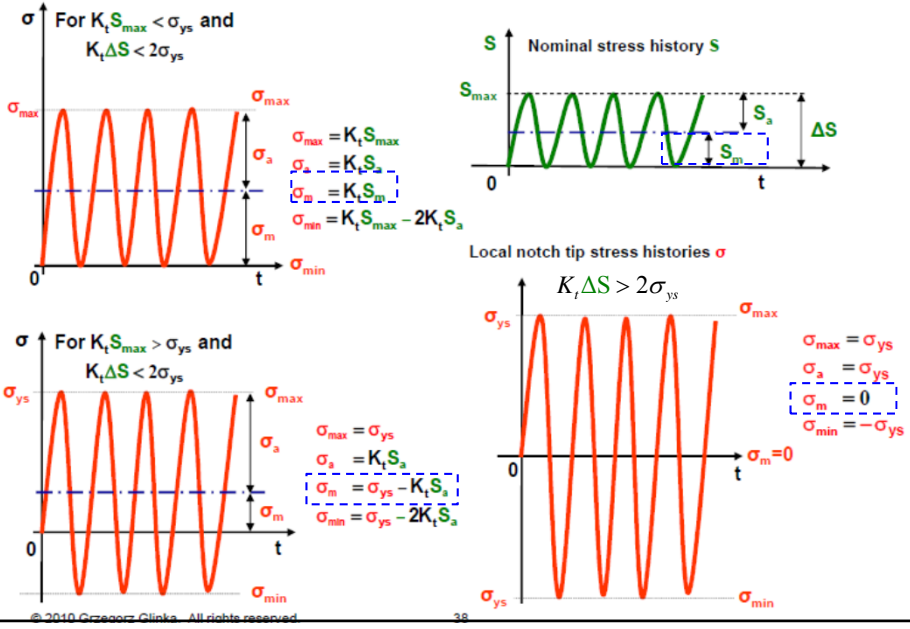 σ
For KₜSₘₐₓ < σys and
KₜΔS < 2σys
σmax
σmax
σa
σm
σmin
0
t
σmax = KₜSmax
σa = KₜSa
σm = KₜSm
σmin = KₜSmax − 2KₜSa
S
Nominal stress history S
Smax
Sa
Sm
ΔS
0
t
Local notch tip stress histories σ
KₜΔS > 2σys
σys
σmax
0
t
σm=0
σys
σmin
σmax = σys
σa = σys
σm = 0
σmin = −σys
σ
For KₜSmax > σys and
KₜΔS < 2σys
σys
σmax
σa
σm
0
t
σmin
σmax = σys
σa = KₜSa
σm = σys − KₜSa
σmin = σys − 2KₜSa
© 2010 Grzegorz Glinka. All rights reserved.
38